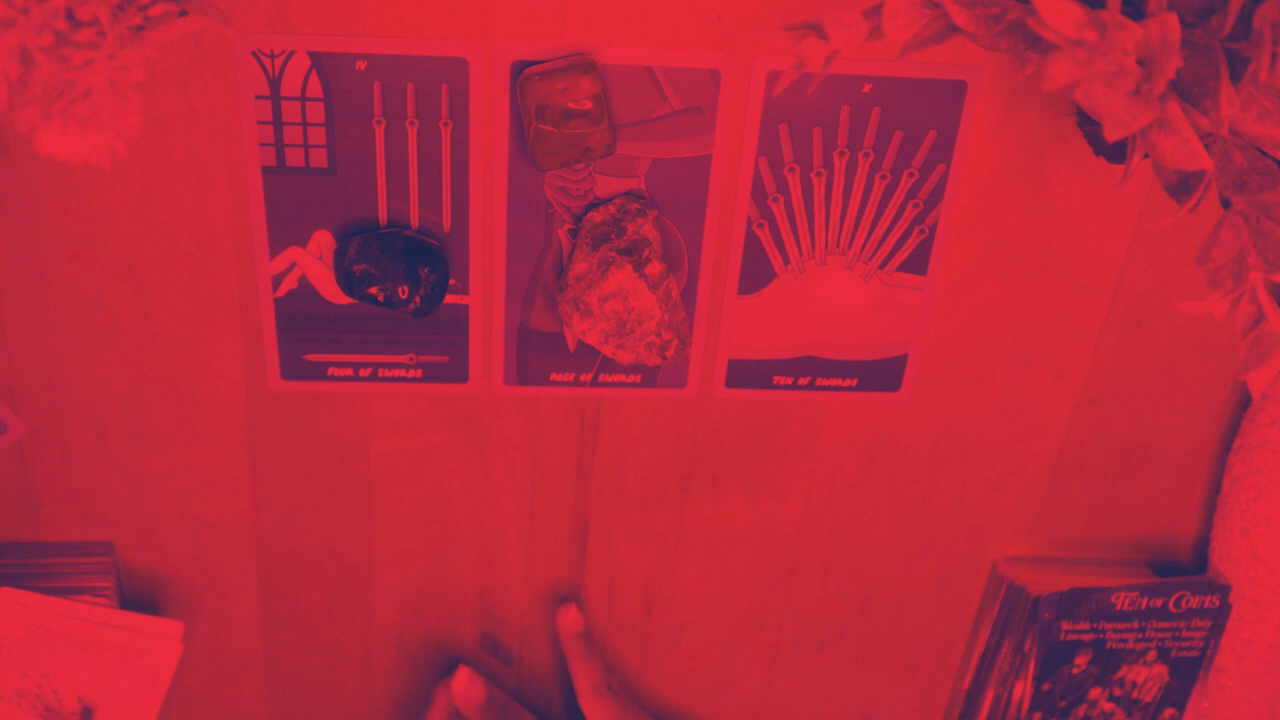 IV
FOUR OF SWORDS
PAGE OF SWORDS
X
TEN OF SWORDS
TEN OF COINS
Wealth • Patriarch • Domestic Duty
Lineage • Buying a House • Image
Privileged • Security
Estate